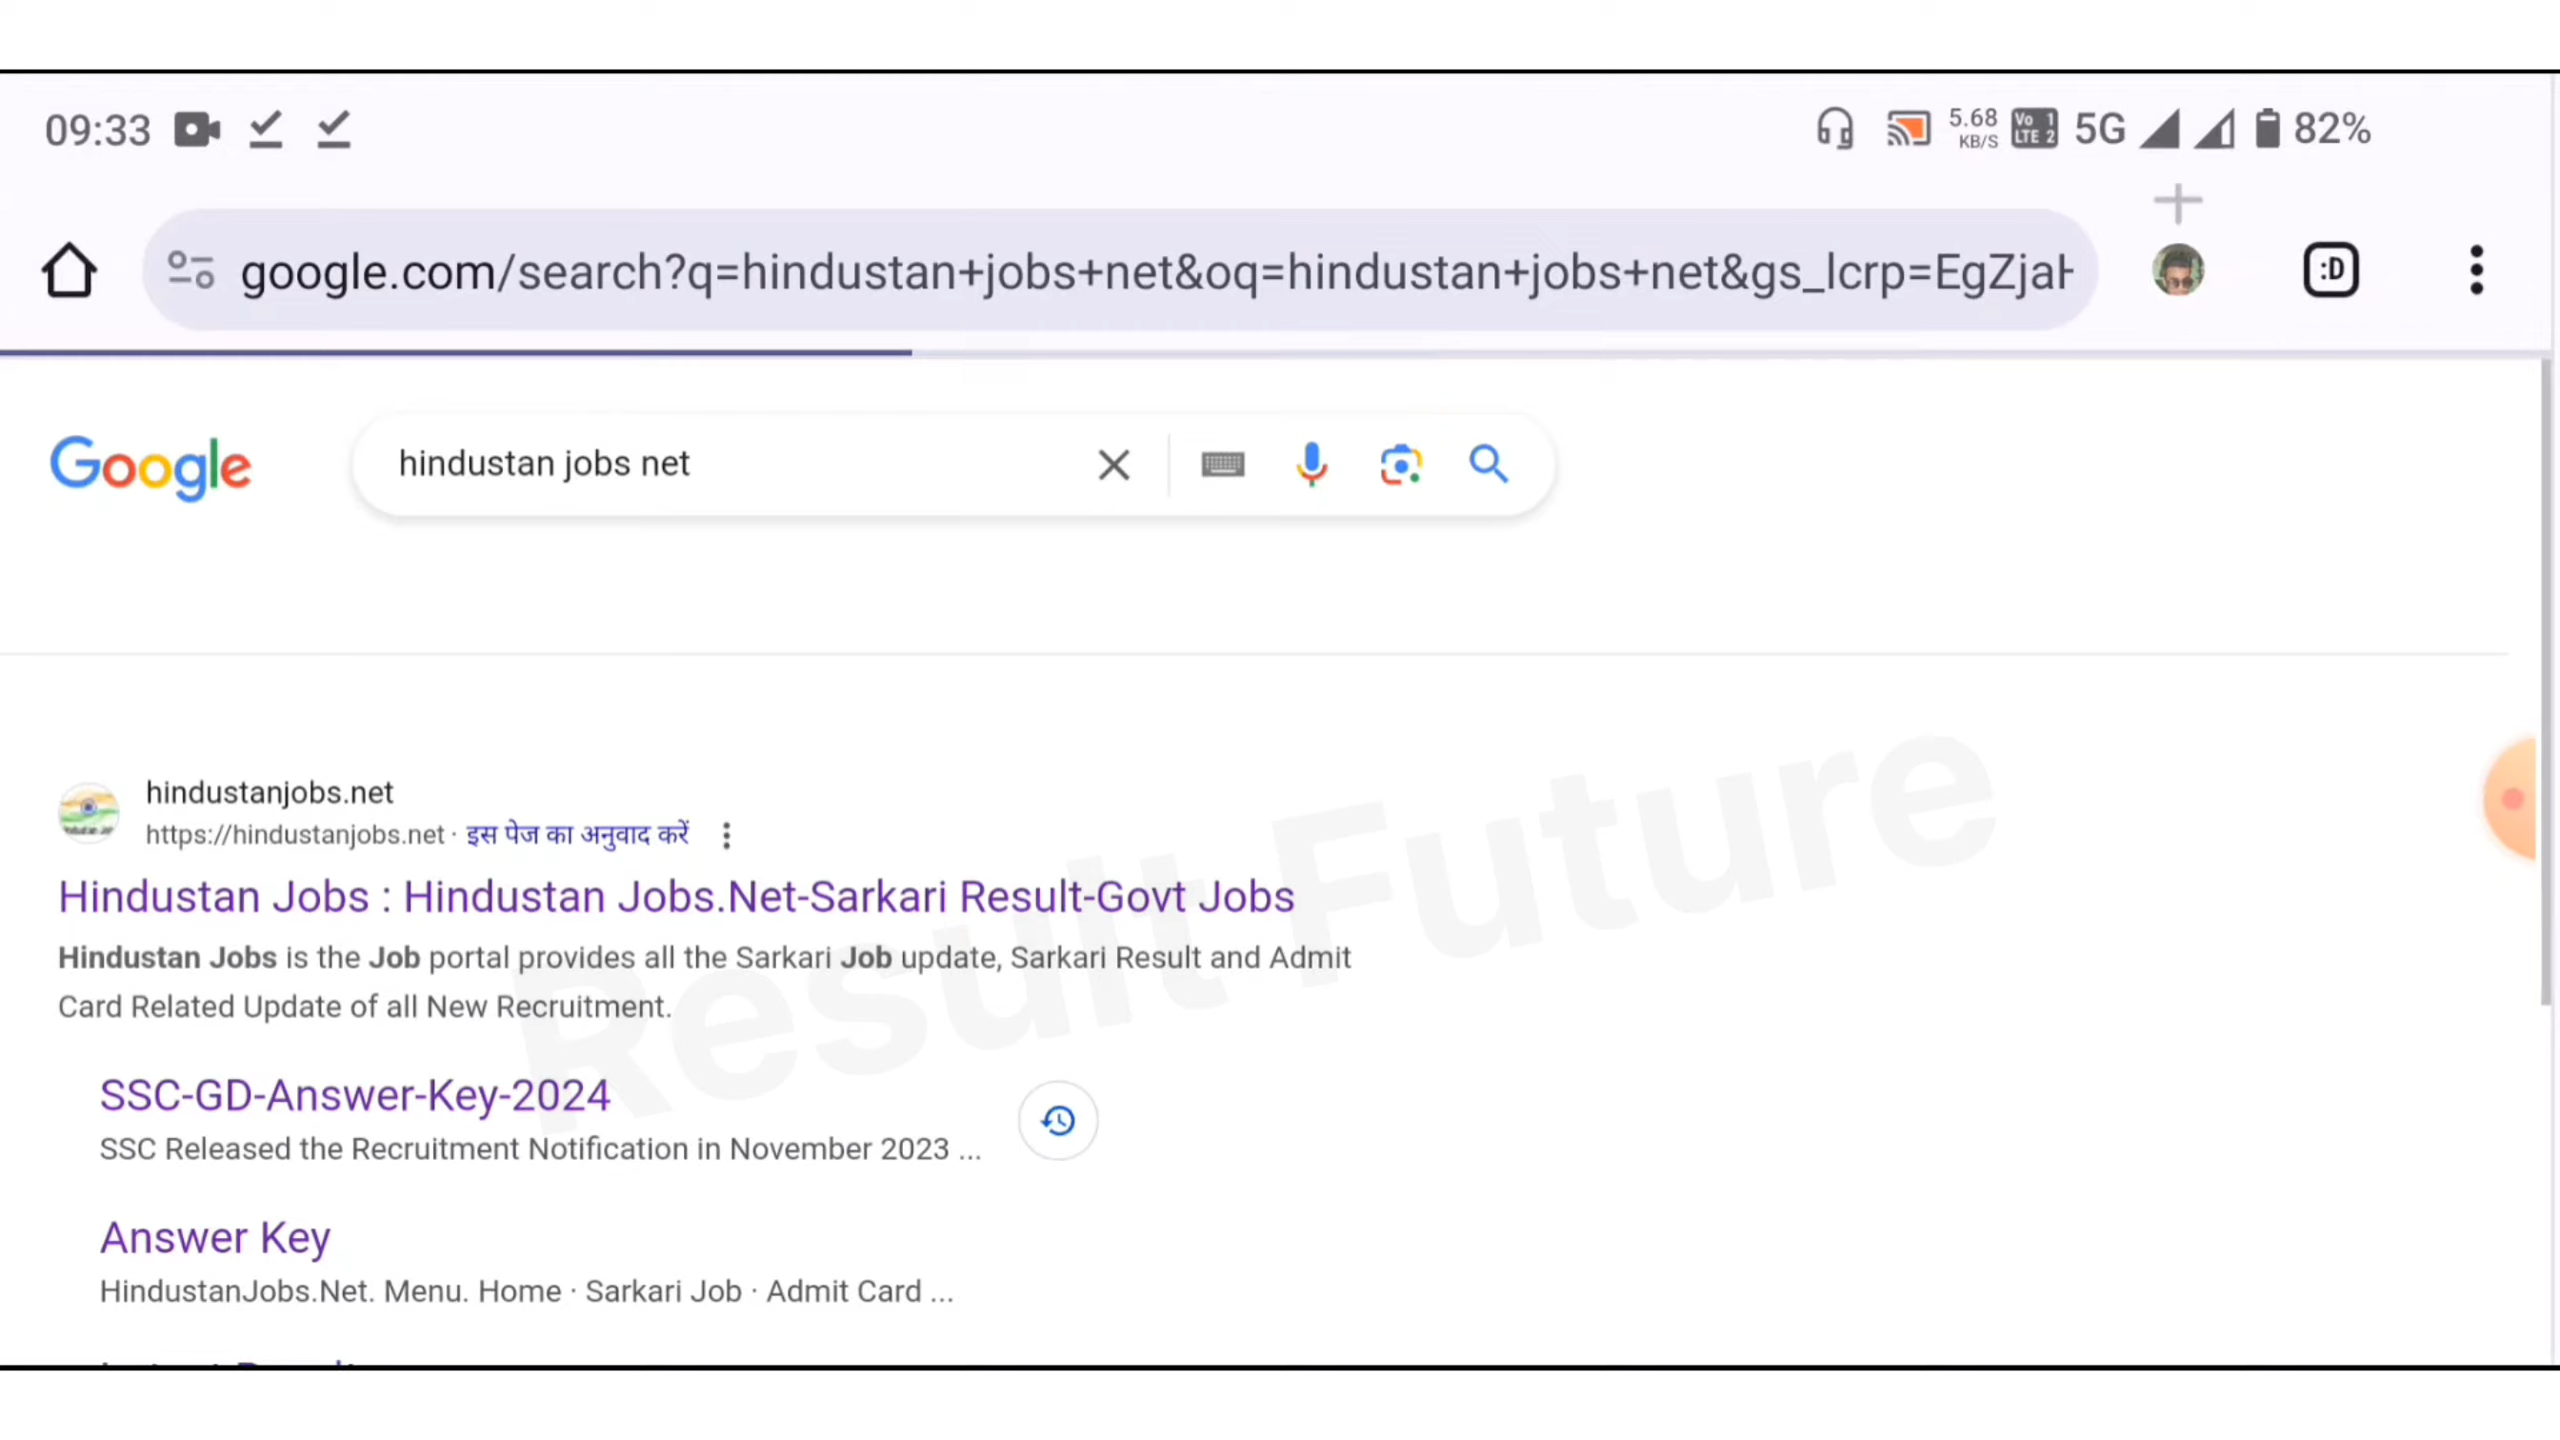 09:33 5.68 KB/S Vo 1 LTE 2 5G 82%
google.com/search?q=hindustan+jobs+net&oq=hindustan+jobs+net&gs_lcrp=EgZjaH
:D
Google hindustan jobs net
hindustanjobs.net
https://hindustanjobs.net · इस पेज का अनुवाद करें
Hindustan Jobs : Hindustan Jobs.Net-Sarkari Result-Govt Jobs
Hindustan Jobs is the Job portal provides all the Sarkari Job update, Sarkari Result and Admit
Card Related Update of all New Recruitment.
Result Future
SSC-GD-Answer-Key-2024
SSC Released the Recruitment Notification in November 2023 ...
Answer Key
HindustanJobs.Net. Menu. Home · Sarkari Job · Admit Card ...